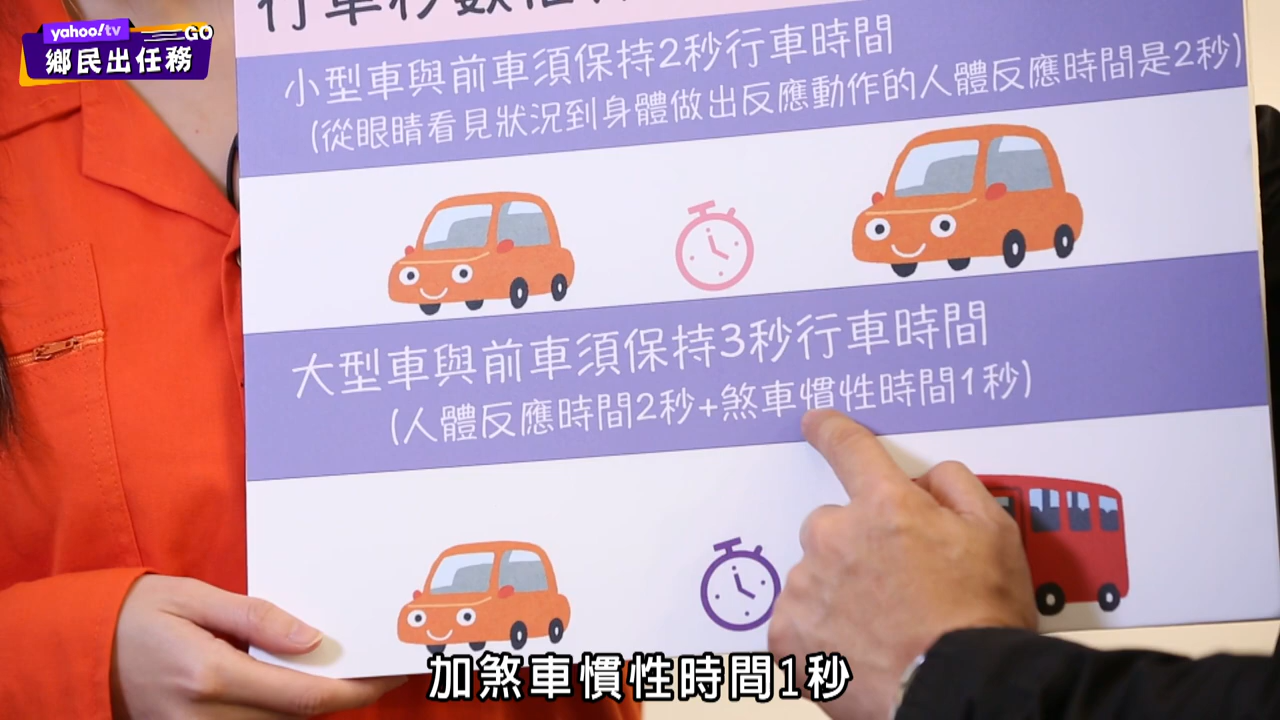 yahoo!tv
GO
鄉民出任務
小型車與前車須保持2秒行車時間
(從眼睛看見狀況到身體做出反應動作的人體反應時間是2秒)
大型車與前車須保持3秒行車時間
(人體反應時間2秒+煞車慣性時間1秒)
加煞車慣性時間1秒